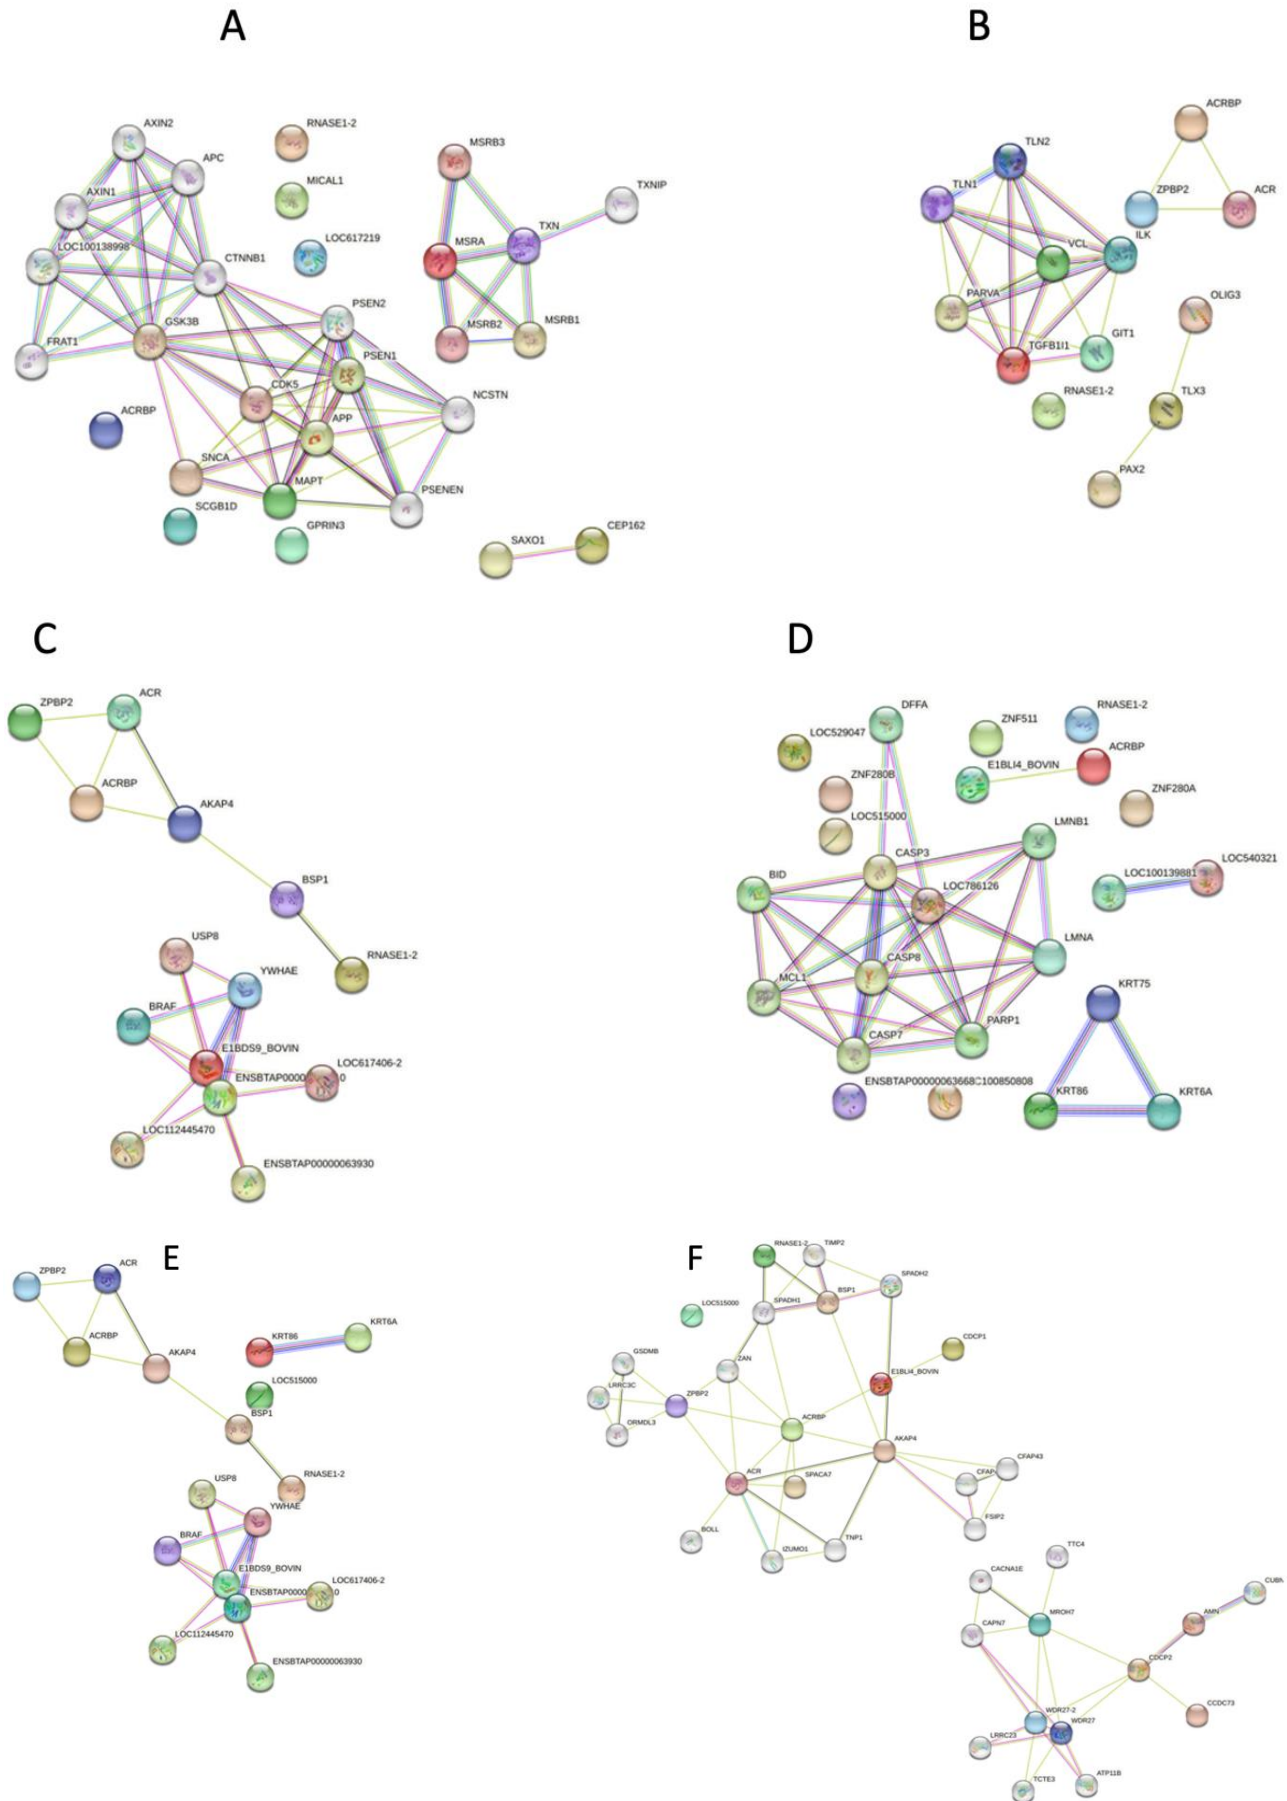 A
B
AXIN2
RNASE1-2
APC
MICAL1
AXIN1
LOC617219
LOC100138998
CTNNB1
MSRB3
TXNIP
MSRA
TXN
MSRB2
MSRB1
PSEN2
GSK3B
FRAT1
PSEN1
CDK5
NCSTN
ACRBP
APP
SNCA
MAPT
PSENEN
SCGB1D
GPRIN3
SAXO1
CEP162
ACRBP
TLN2
TLN1
ZPBP2
ACR
ILK
VCL
PARVA
OLIG3
TGFB1I1
GIT1
RNASE1-2
TLX3
PAX2
C
D
ZPBP2
ACR
ACRBP
AKAP4
BSP1
RNASE1-2
USP8
YWHAE
BRAF
E1BDS9_BOVIN
LOC617406-2
LOC112445470
ENSBTAP00000063930
DFFA
LOC529047
ZNF511
RNASE1-2
E1BLI4_BOVIN
ACRBP
ZNF280B
ZNF280A
LOC515000
LMNB1
CASP3
BID
LOC786126
LOC100139881
LOC540321
LMNA
CASP8
MCL1
KRT75
PARP1
CASP7
ENSBTAP00000063668
C100850808
KRT86
KRT6A
E
F
ZPBP2
ACR
ACRBP
AKAP4
KRT86
KRT6A
LOC515000
BSP1
RNASE1-2
USP8
YWHAE
BRAF
E1BDS9_BOVIN
LOC617406-2
LOC112445470
ENSBTAP00000063930
RNASE1-2
TIMP2
SPADH2
LOC515000
SPADH1
BSP1
CDCP1
GSDMB
ZAN
E1BLI4_BOVIN
LRRC3C
ZPBP2
ORMDL3
ACRBP
AKAP4
CFAP43
ACR
SPACA7
CFAP
FSIP2
BOLL
IZUMO1
TNP1
TTC4
CACNA1E
CAPN7
MROH7
AMN
CDCP2
CCDC73
WDR27-2
WDR27
LRRC23
TCTE3
ATP11B